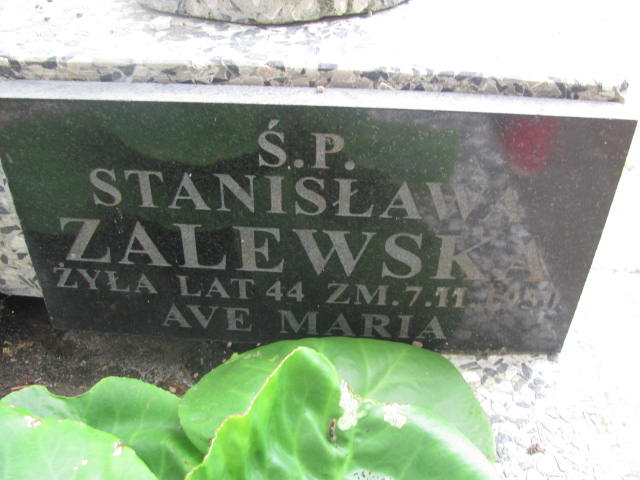 Ś.P.
STANISŁAWA
ZALEWSKA
ŻYŁA LAT 44 ZM. 7.11
AVE MARIA